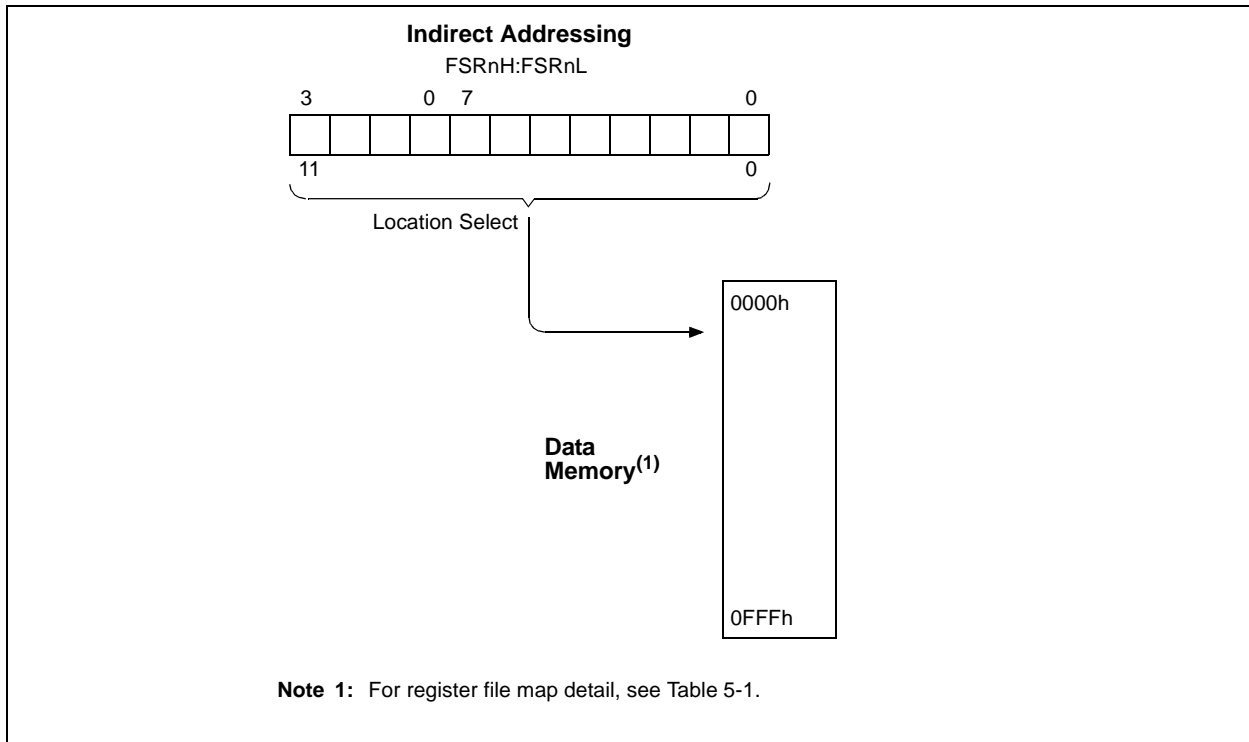 Indirect Addressing
FSRnH:FSRnL
3 0 7 0
11 0
Location Select
0000h
Data
Memory(1)
0FFFh
Note 1: For register file map detail, see Table 5-1.